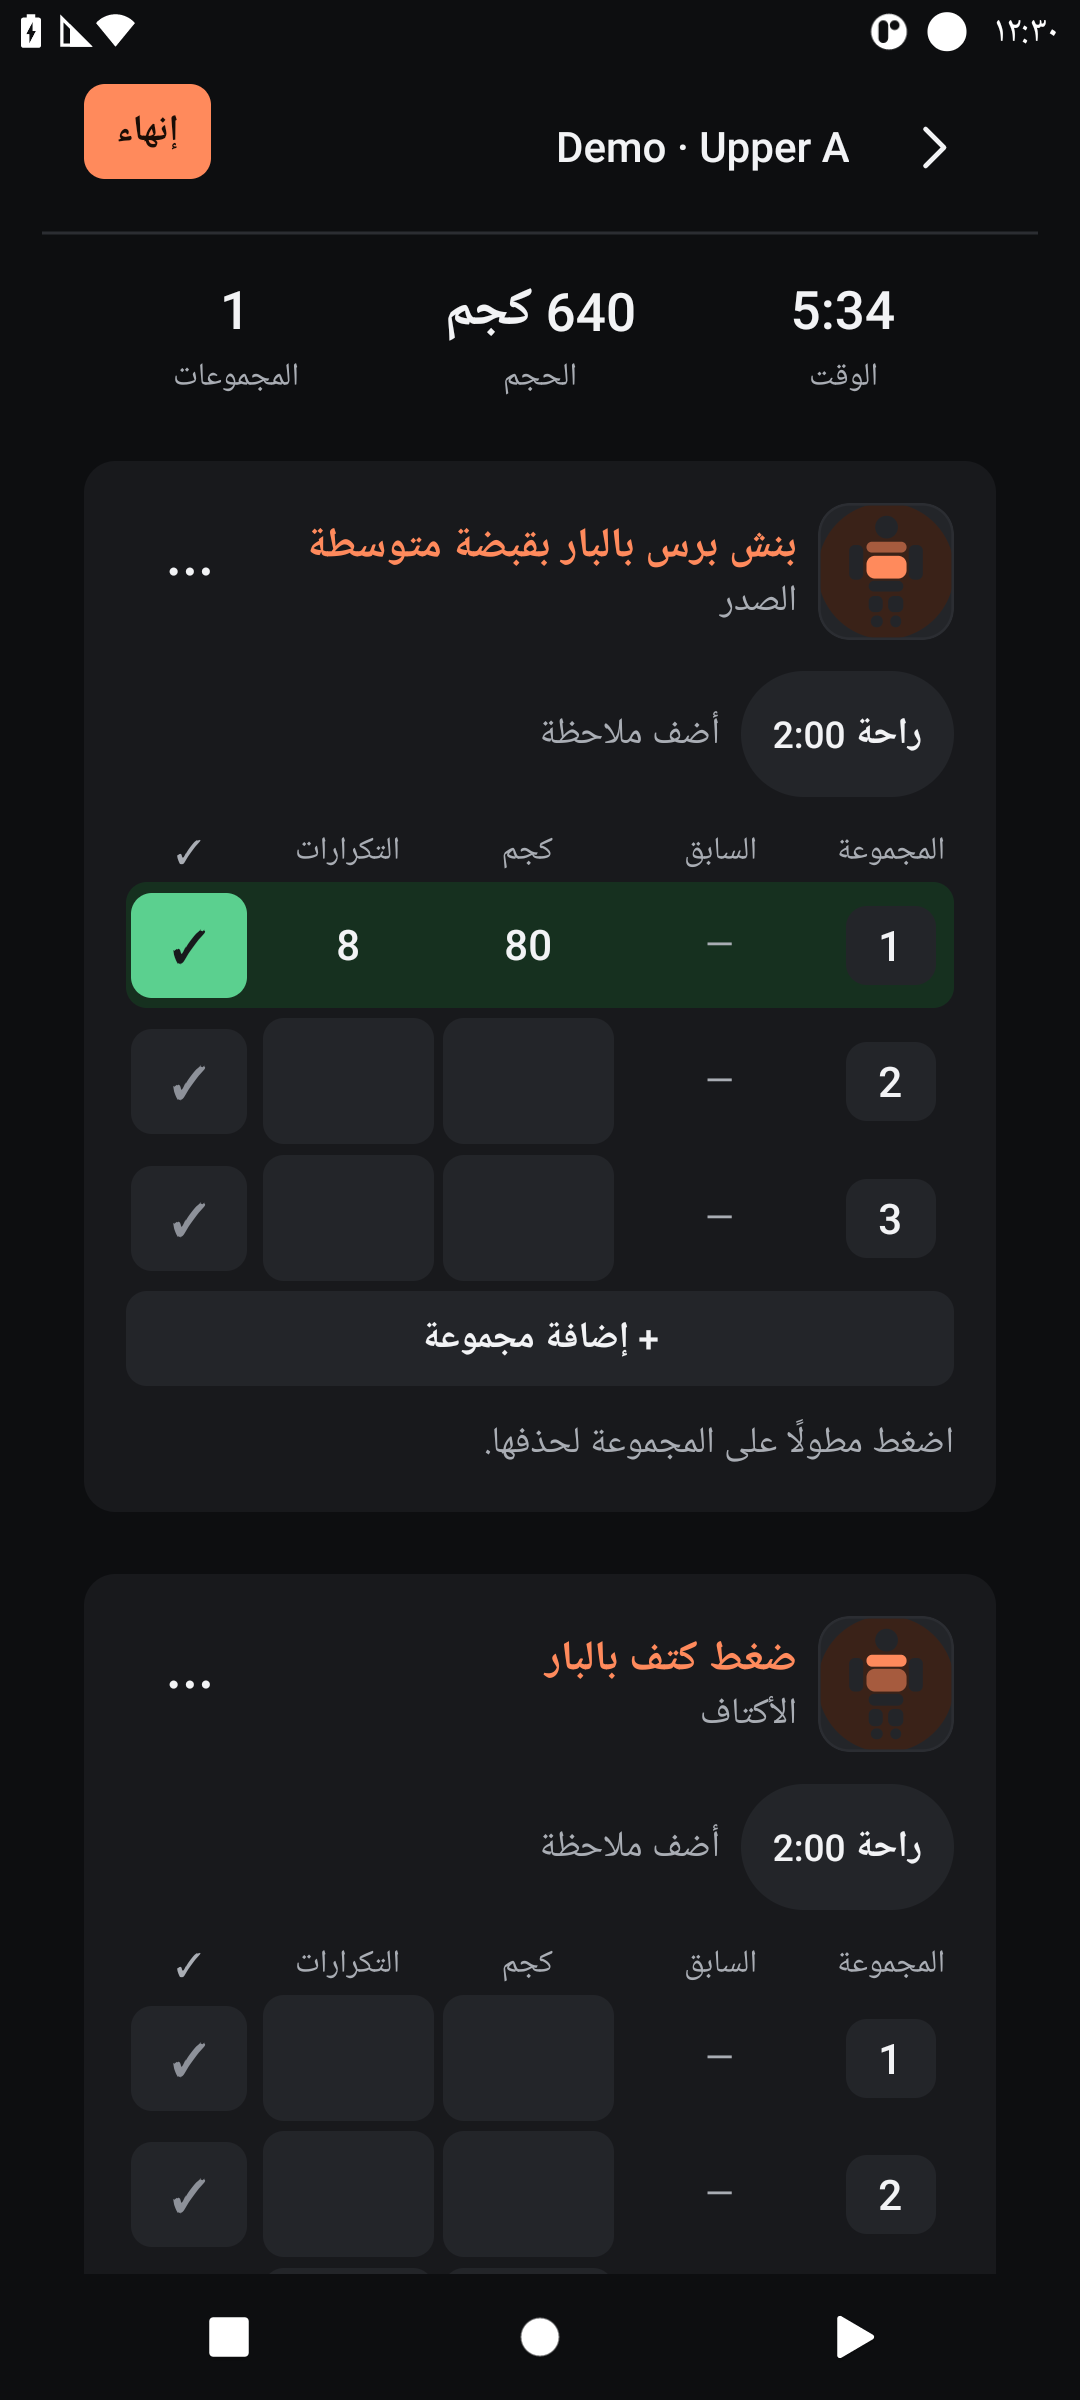 ١٢:٣٠
Demo · Upper A
إنهاء
5:34 640 كجم 1
الوقت الحجم المجموعات
بنش برس بالبار بقبضة متوسطة
الصدر
راحة 2:00 أضف ملاحظة
المجموعة السابق كجم التكرارات ✓
1 – 80 8 ✓
2 – ✓
3 – ✓
+ إضافة مجموعة
اضغط مطولًا على المجموعة لحذفها.
ضغط كتف بالبار
الأكتاف
راحة 2:00 أضف ملاحظة
المجموعة السابق كجم التكرارات ✓
1 – ✓
2 – ✓